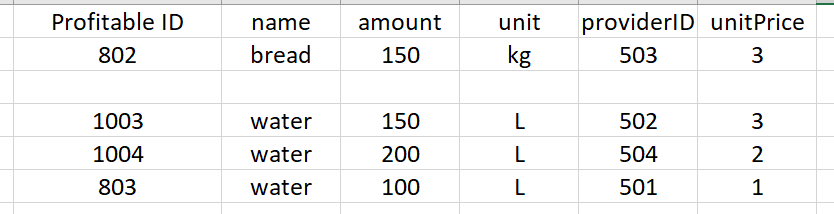 Profitable ID name amount unit providerID unitPrice
802 bread 150 kg 503 3
1003 water 150 L 502 3
1004 water 200 L 504 2
803 water 100 L 501 1